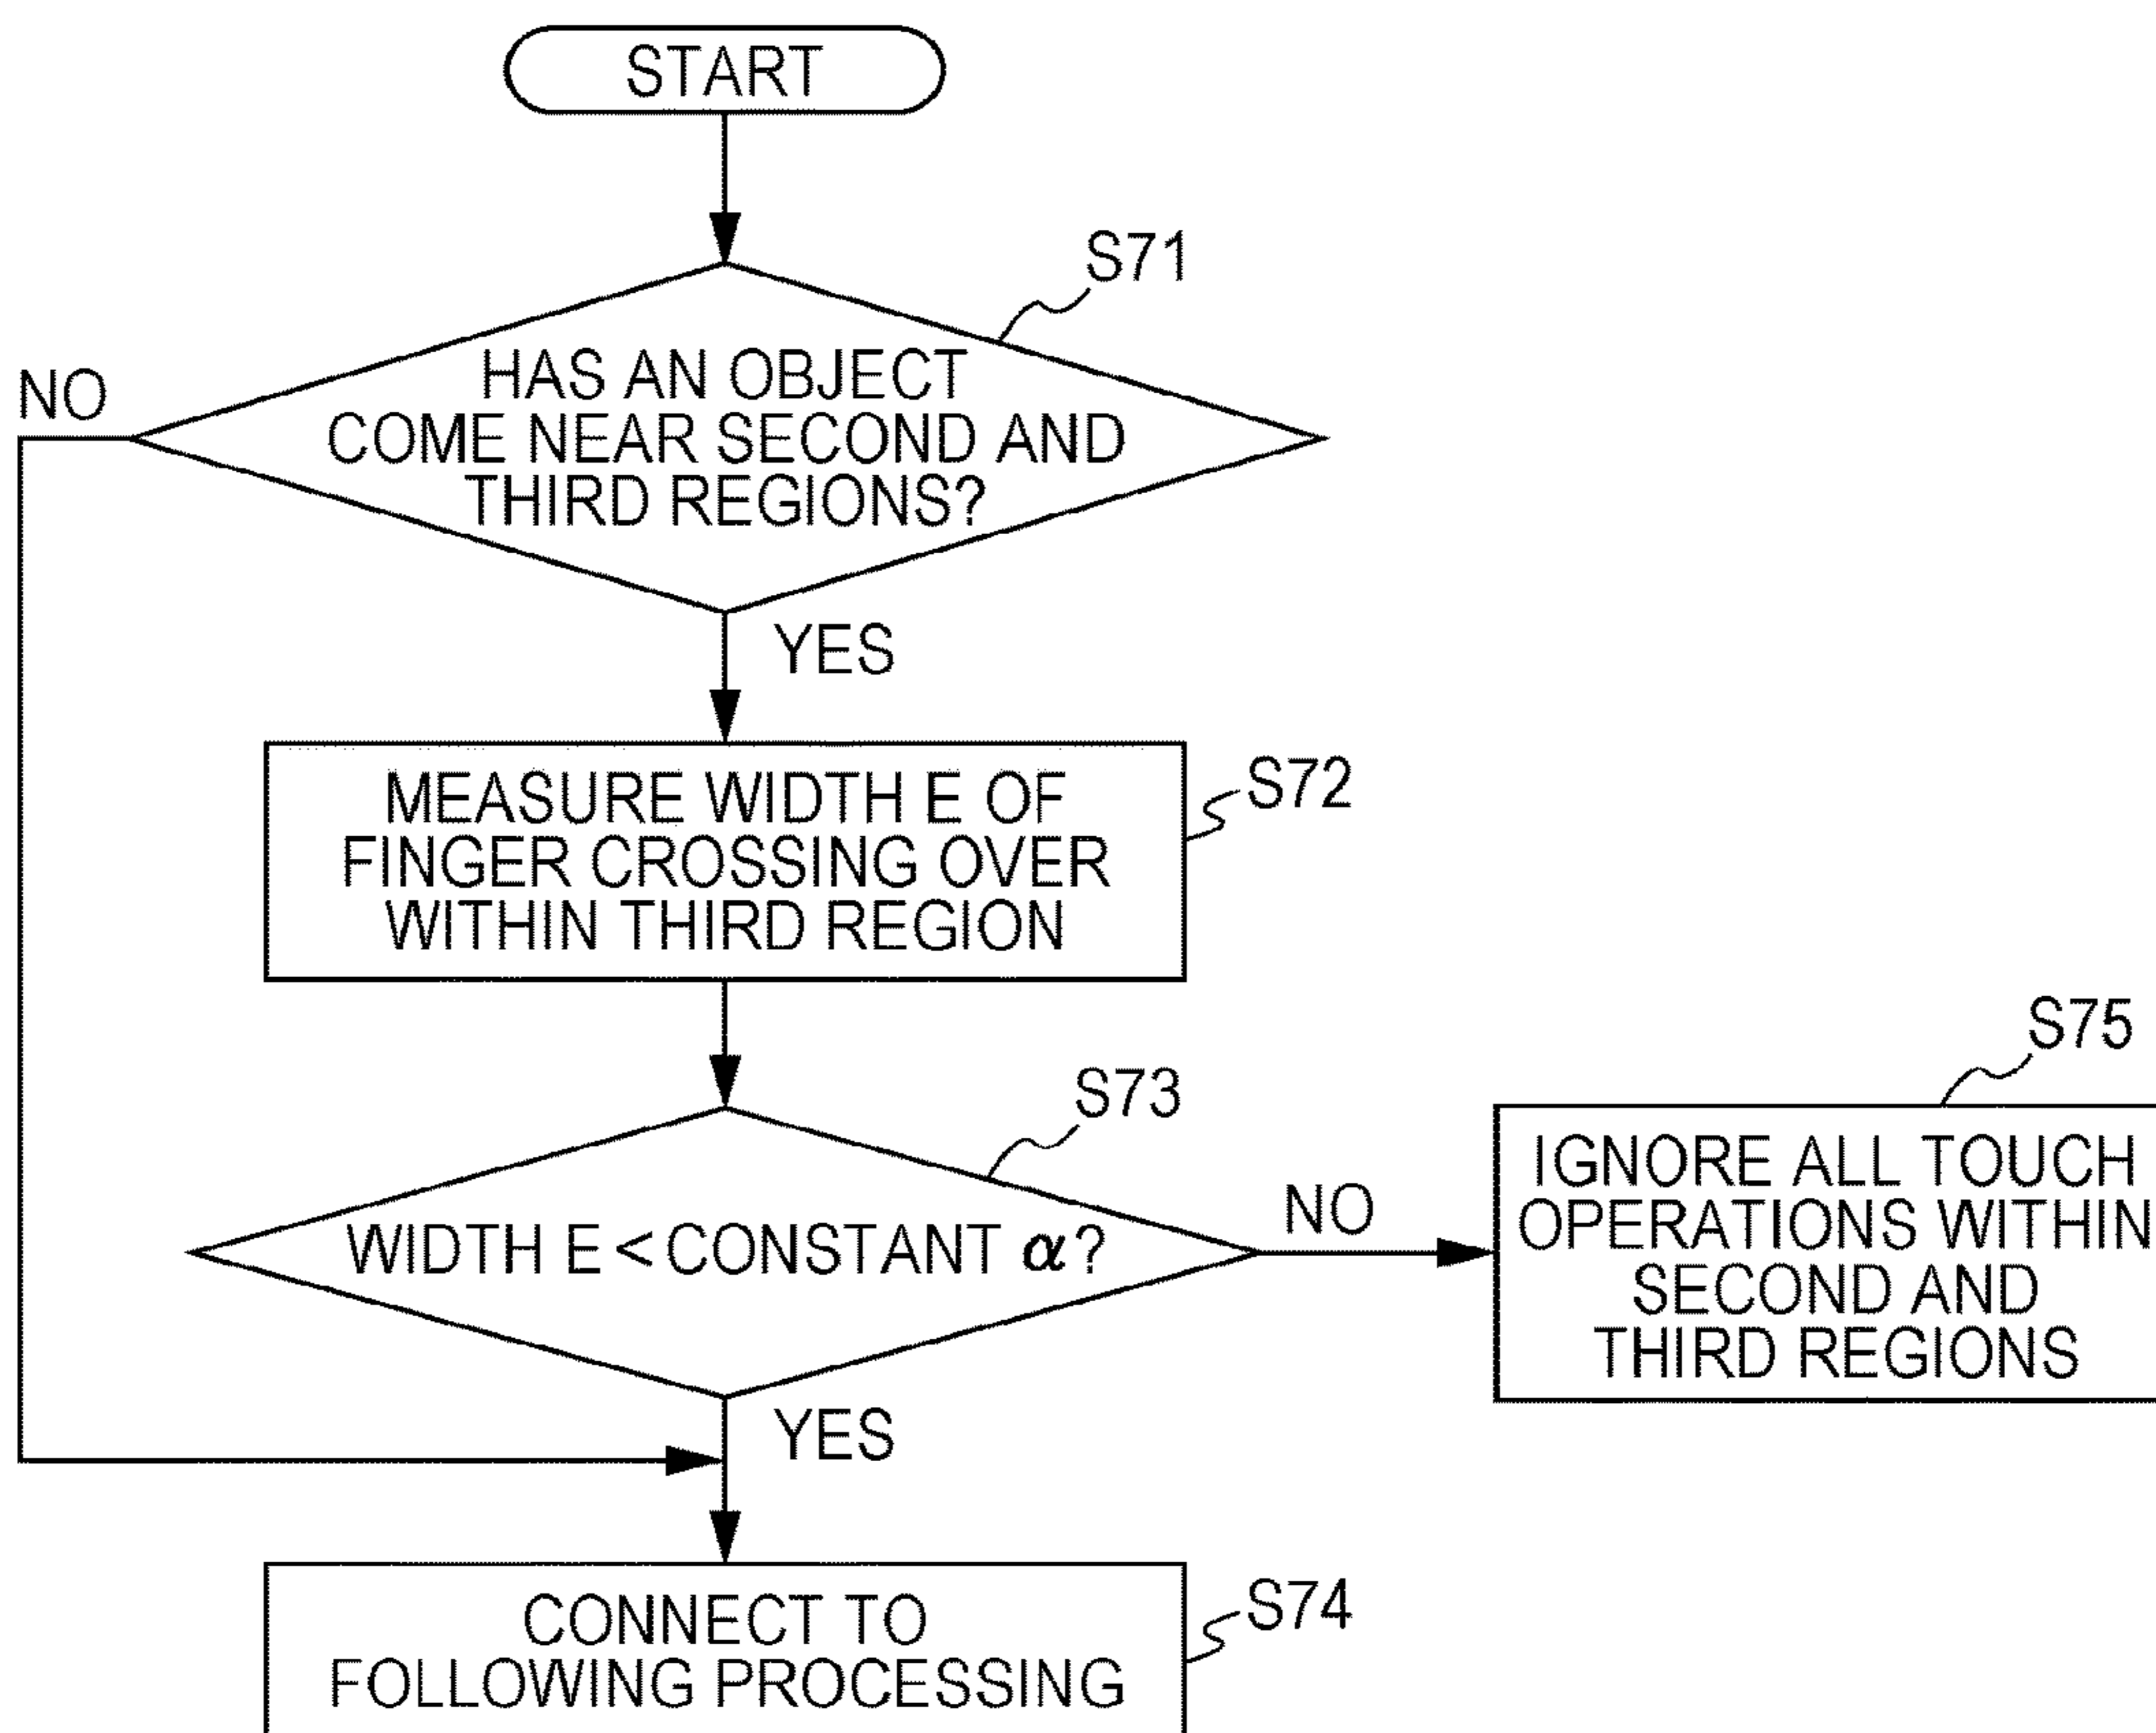 START
S71
HAS AN OBJECT
COME NEAR SECOND AND
THIRD REGIONS?
NO
YES
MEASURE WIDTH E OF
FINGER CROSSING OVER
WITHIN THIRD REGION
S72
S73
WIDTH E < CONSTANT α?
NO
YES
S75
IGNORE ALL TOUCH
OPERATIONS WITHIN
SECOND AND
THIRD REGIONS
CONNECT TO
FOLLOWING PROCESSING
S74